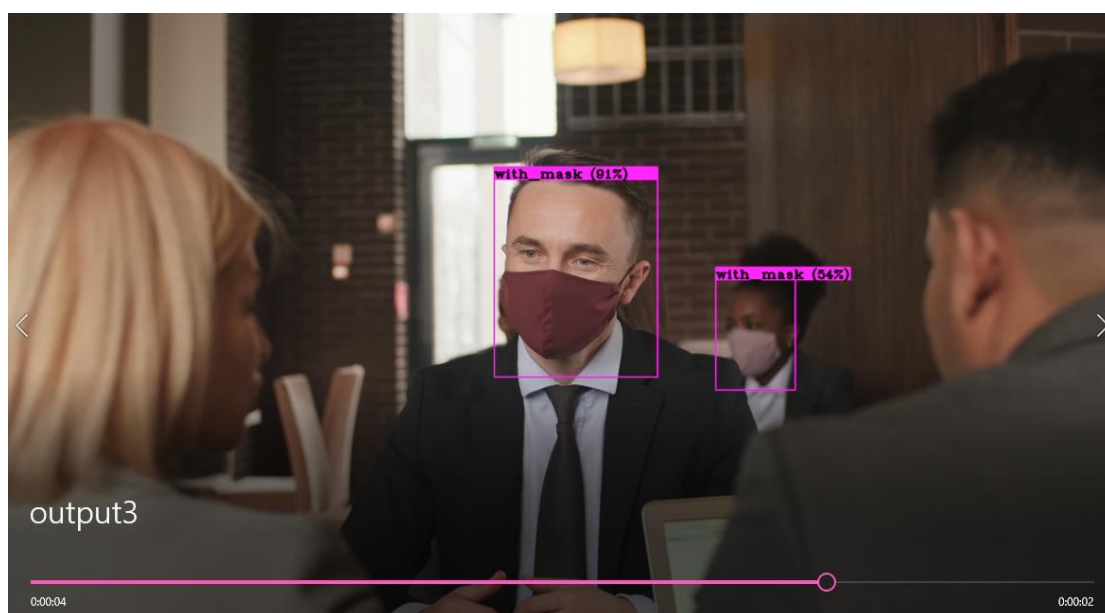 with_mask (91%)
with_mask (54%)
output3
0:00:04
0:00:02